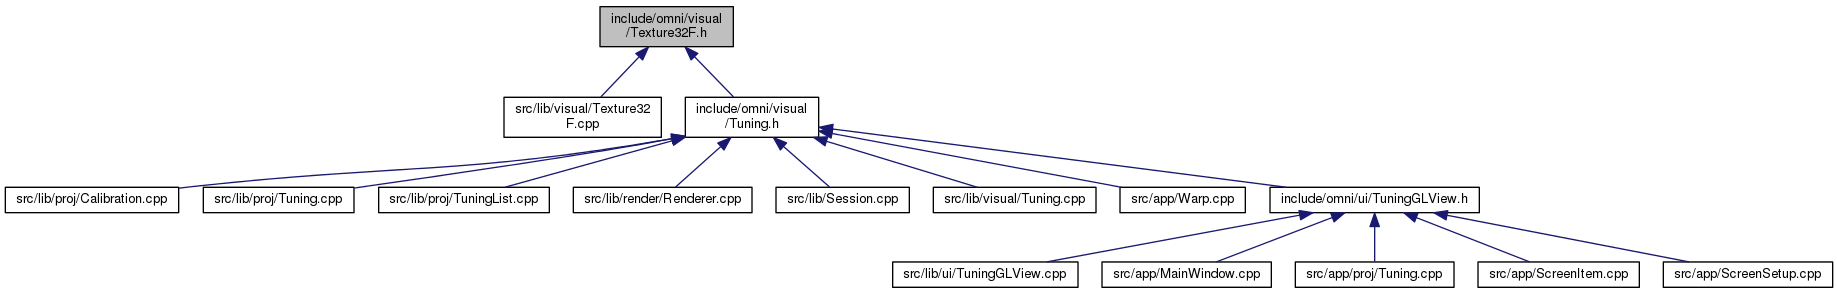 include/omni/visual
/Texture32F.h
src/lib/visual/Texture32
F.cpp
include/omni/visual
/Tuning.h
src/lib/proj/Calibration.cpp
src/lib/proj/Tuning.cpp
src/lib/proj/TuningList.cpp
src/lib/render/Renderer.cpp
src/lib/Session.cpp
src/lib/visual/Tuning.cpp
src/app/Warp.cpp
include/omni/ui/TuningGLView.h
src/lib/ui/TuningGLView.cpp
src/app/MainWindow.cpp
src/app/proj/Tuning.cpp
src/app/ScreenItem.cpp
src/app/ScreenSetup.cpp